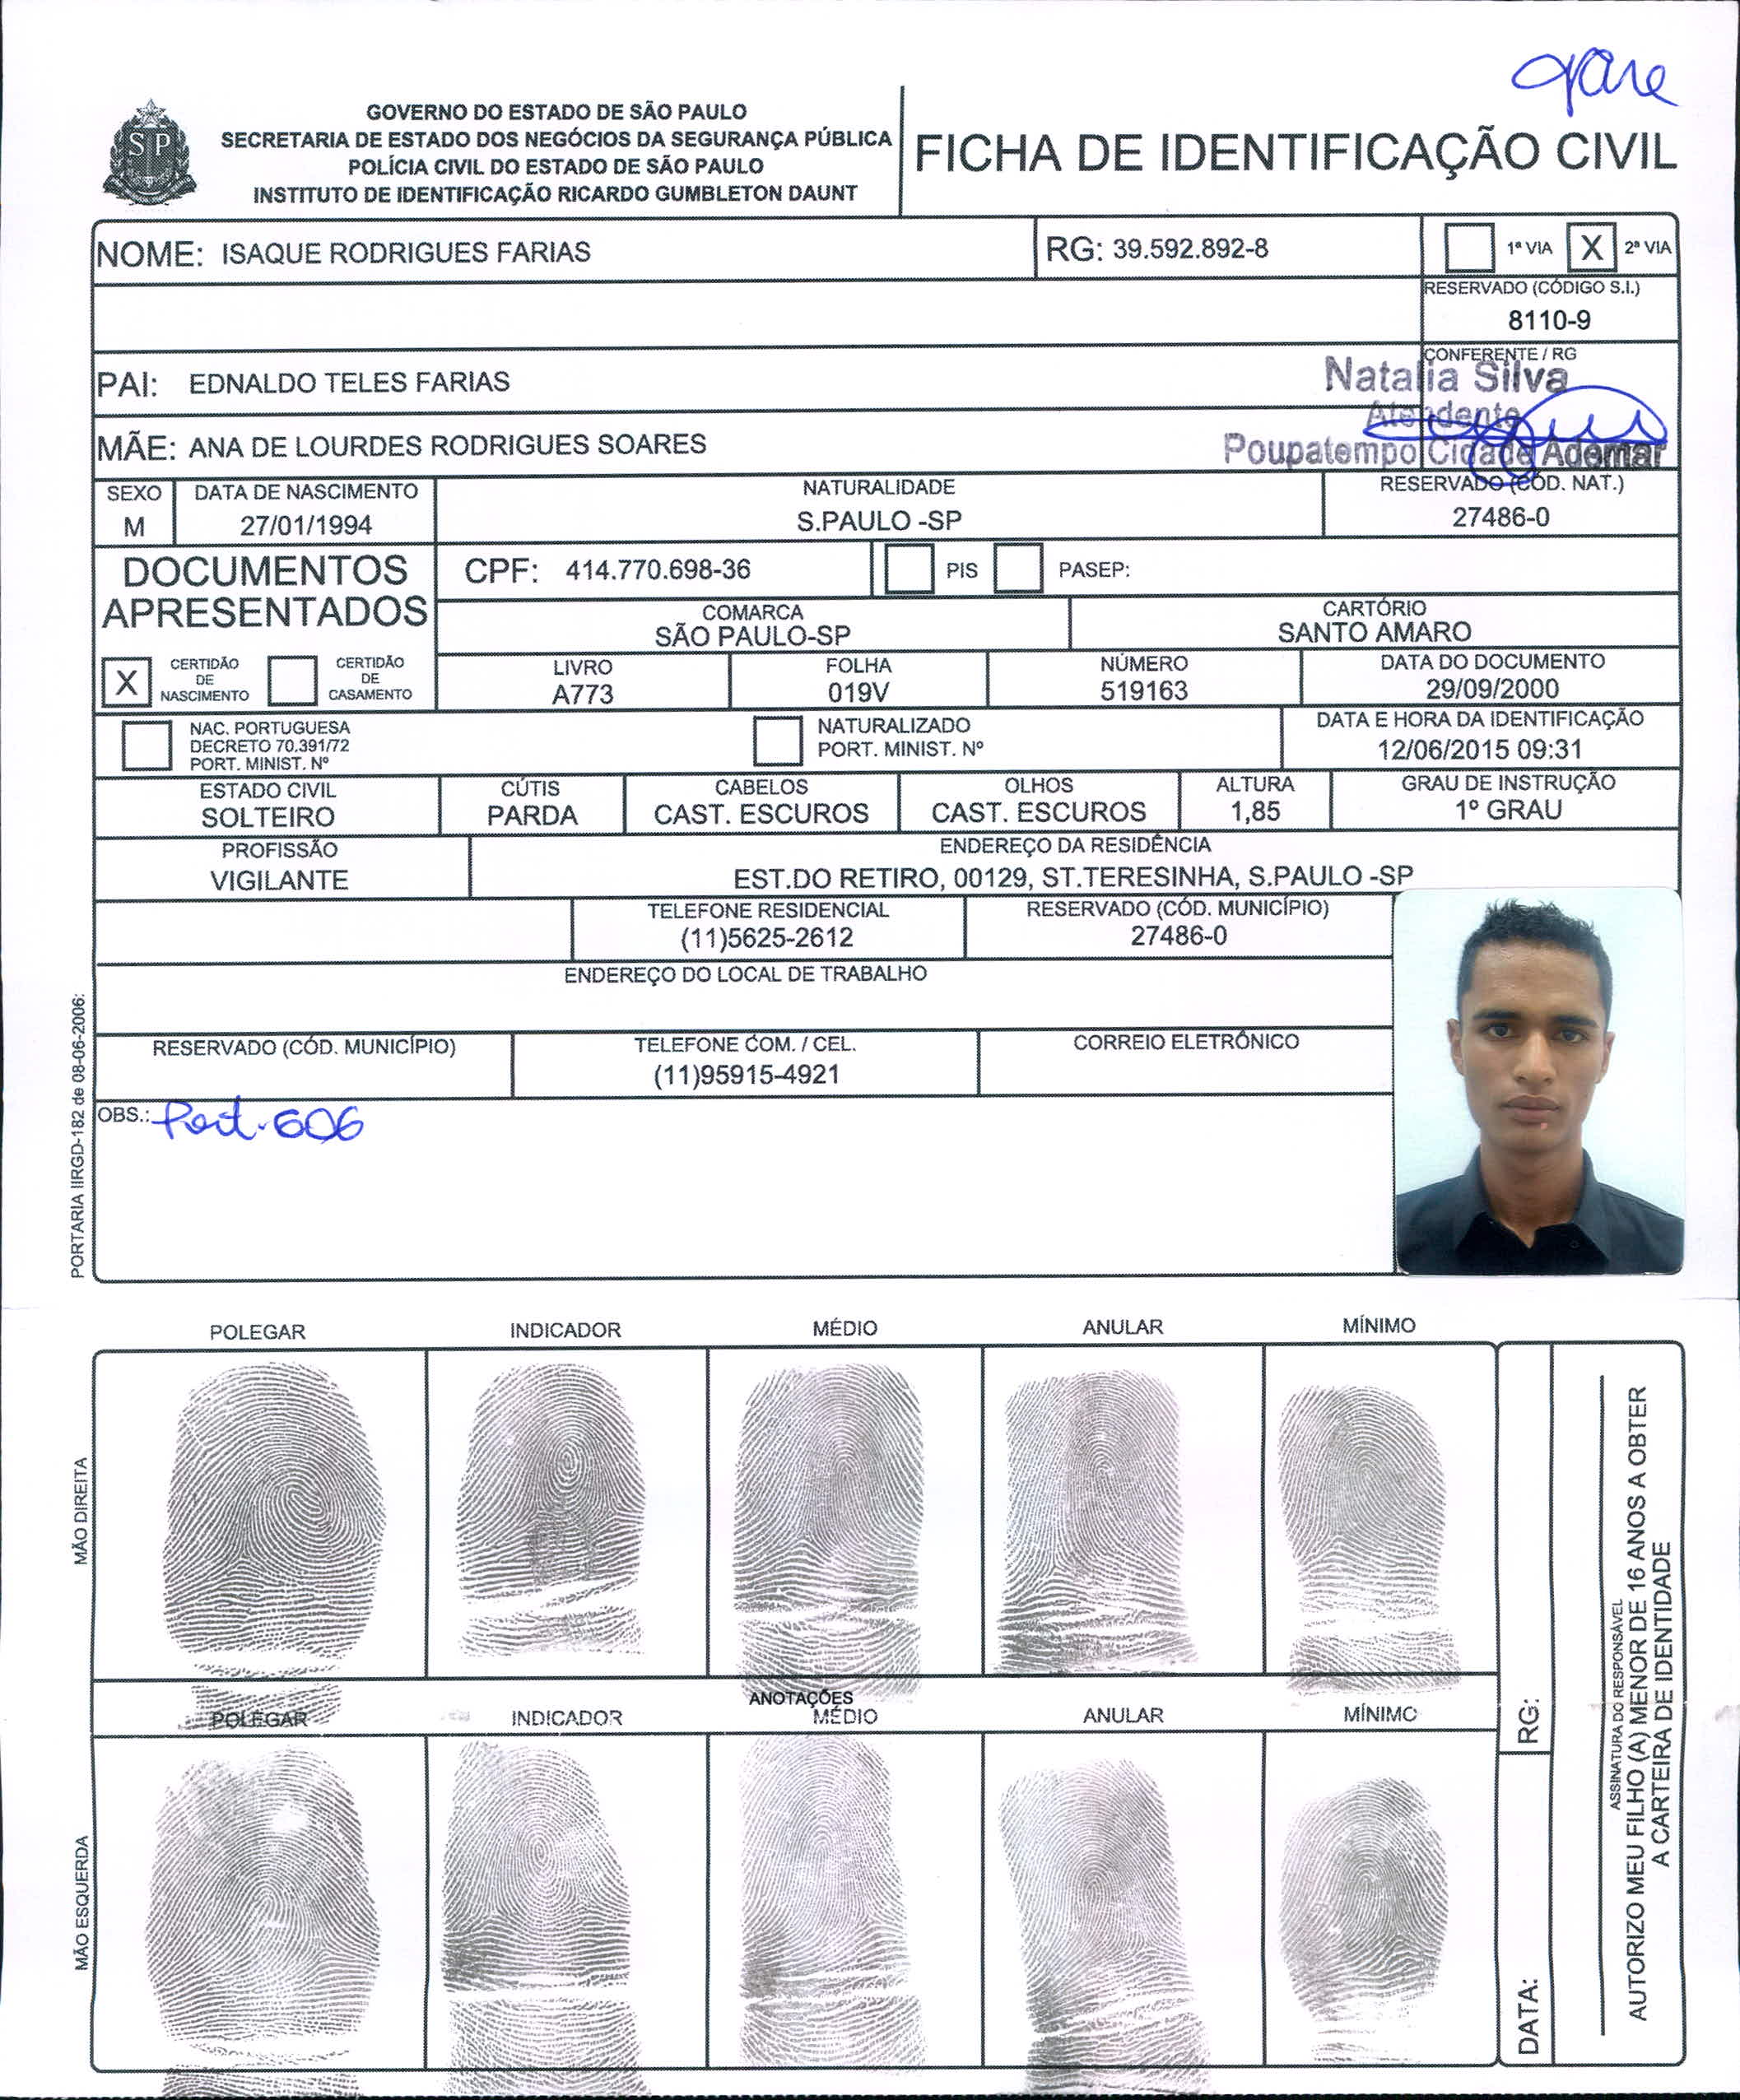 GOVERNO DO ESTADO DE SÃO PAULO
SECRETARIA DE ESTADO DOS NEGÓCIOS DA SEGURANÇA PÚBLICA
POLÍCIA CIVIL DO ESTADO DE SÃO PAULO
INSTITUTO DE IDENTIFICAÇÃO RICARDO GUMBLETON DAUNT
SP
FICHA DE IDENTIFICAÇÃO CIVIL
NOME: ISAQUE RODRIGUES FARIAS
RG: 39.592.892-8
1ª VIA X 2ª VIA
RESERVADO (CÓDIGO S.I.)
8110-9
PAI: EDNALDO TELES FARIAS
CONFERENTE / RG
Natalia Silva
Atendente
Poupatempo Cidade Ademar
MÃE: ANA DE LOURDES RODRIGUES SOARES
SEXO
M
DATA DE NASCIMENTO
27/01/1994
NATURALIDADE
S.PAULO -SP
RESERVADO (CÓD. NAT.)
27486-0
DOCUMENTOS
APRESENTADOS
CPF: 414.770.698-36
PIS
PASEP:
COMARCA
SÃO PAULO-SP
CARTÓRIO
SANTO AMARO
X CERTIDÃO
DE
NASCIMENTO
CERTIDÃO
DE
CASAMENTO
LIVRO
A773
FOLHA
019V
NÚMERO
519163
DATA DO DOCUMENTO
29/09/2000
NAC. PORTUGUESA
DECRETO 70.391/72
PORT. MINIST. Nº
NATURALIZADO
PORT. MINIST. Nº
DATA E HORA DA IDENTIFICAÇÃO
12/06/2015 09:31
ESTADO CIVIL
SOLTEIRO
CÚTIS
PARDA
CABELOS
CAST. ESCUROS
OLHOS
CAST. ESCUROS
ALTURA
1,85
GRAU DE INSTRUÇÃO
1º GRAU
PROFISSÃO
VIGILANTE
ENDEREÇO DA RESIDÊNCIA
EST.DO RETIRO, 00129, ST.TERESINHA, S.PAULO -SP
TELEFONE RESIDENCIAL
(11)5625-2612
RESERVADO (CÓD. MUNICÍPIO)
27486-0
ENDEREÇO DO LOCAL DE TRABALHO
RESERVADO (CÓD. MUNICÍPIO)
TELEFONE COM. / CEL.
(11)95915-4921
CORREIO ELETRÔNICO
OBS.: Port. 606
PORTARIA IIRGD-182 de 08-06-2006:
POLEGAR INDICADOR MÉDIO ANULAR MÍNIMO
MÃO DIREITA
ANOTAÇÕES
POLEGAR INDICADOR MÉDIO ANULAR MÍNIMO
MÃO ESQUERDA
RG:
DATA:
ASSINATURA DO RESPONSÁVEL
AUTORIZO MEU FILHO (A) MENOR DE 16 ANOS A OBTER
A CARTEIRA DE IDENTIDADE